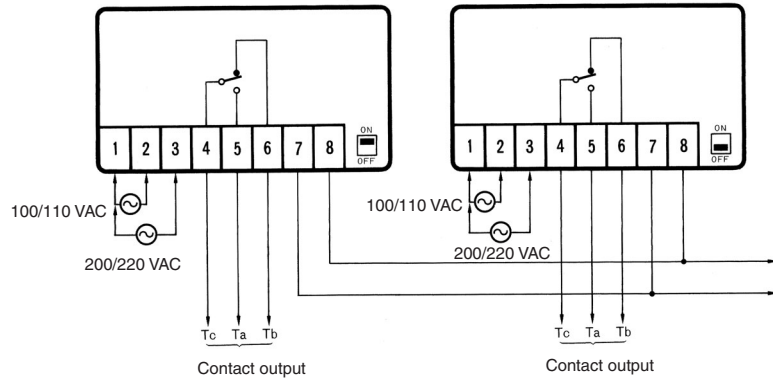 ON
1 2 3 4 5 6 7 8
OFF
100/110 VAC
200/220 VAC
Tc Ta Tb
Contact output
ON
1 2 3 4 5 6 7 8
OFF
100/110 VAC
200/220 VAC
Tc Ta Tb
Contact output